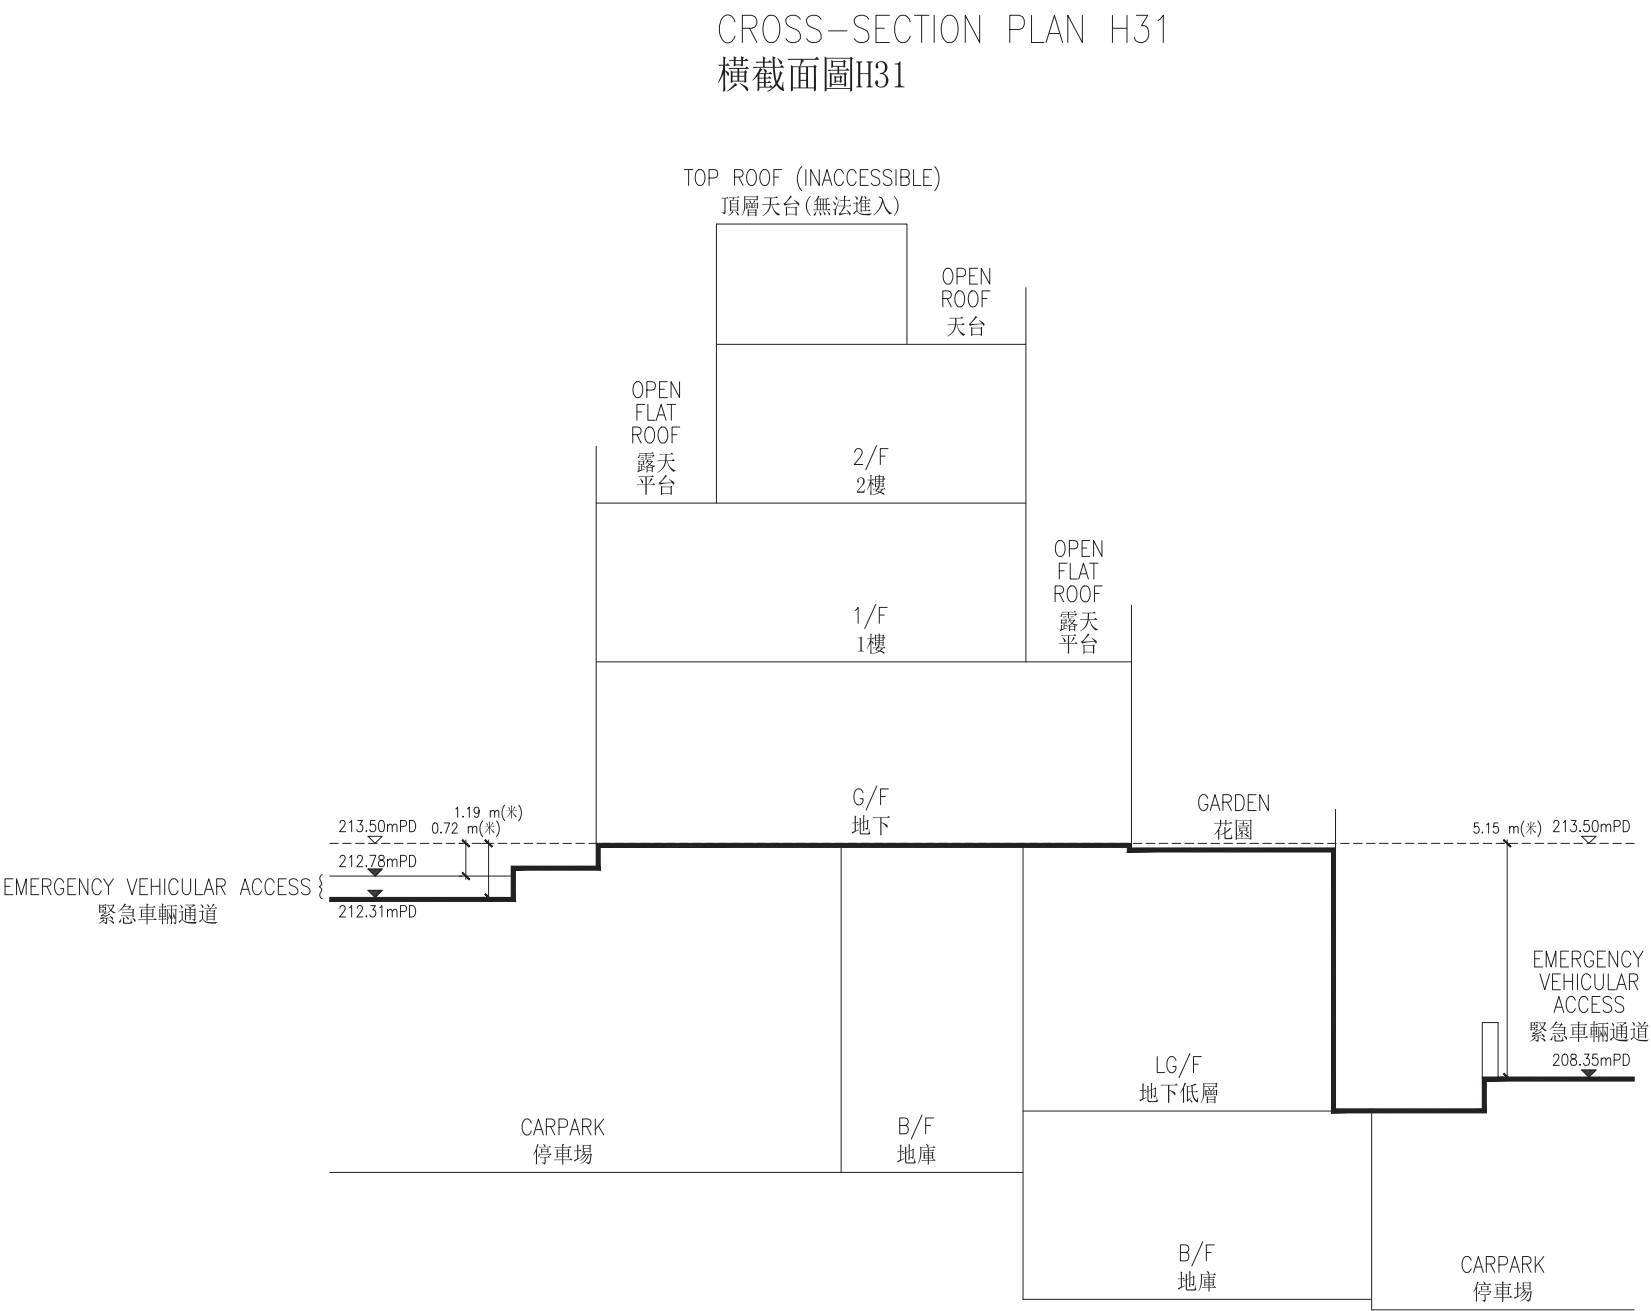 CROSS-SECTION PLAN H31
橫截面圖H31
TOP ROOF (INACCESSIBLE)
頂層天台(無法進入)
OPEN
ROOF
天台
OPEN
FLAT
ROOF
露天
平台
2/F
2樓
OPEN
FLAT
ROOF
露天
平台
1/F
1樓
G/F
地下
GARDEN
花園
1.19 m(米)
213.50mPD
0.72 m(米)
5.15 m(米)
213.50mPD
212.78mPD
EMERGENCY VEHICULAR ACCESS
緊急車輛通道
212.31mPD
EMERGENCY
VEHICULAR
ACCESS
緊急車輛通道
208.35mPD
LG/F
地下低層
CARPARK
停車場
B/F
地庫
B/F
地庫
CARPARK
停車場